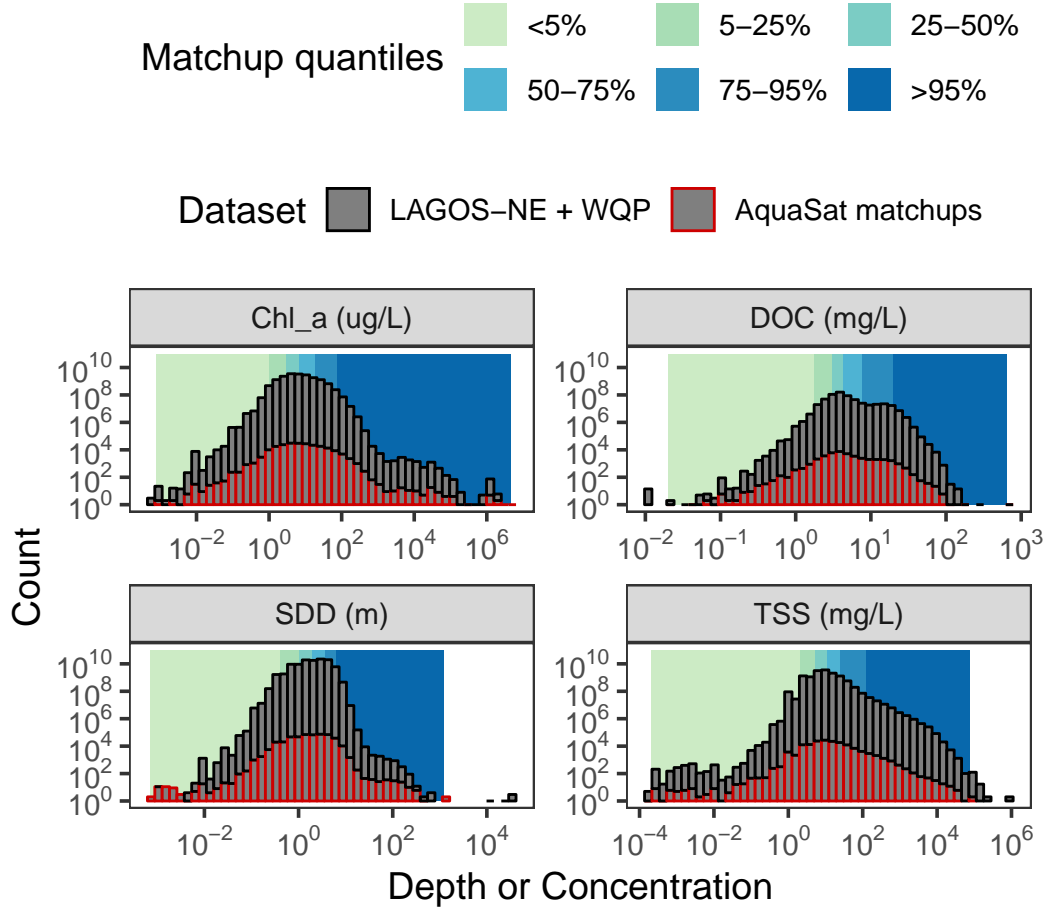 Matchup quantiles
<5% 5−25% 25−50%
50−75% 75−95% >95%
Dataset LAGOS−NE + WQP AquaSat matchups
Chl_a (ug/L) DOC (mg/L)
10^10 10^10
10^8 10^8
10^6 10^6
10^4 10^4
10^2 10^2
10^0 10^0
10^−2 10^0 10^2 10^4 10^6 10^−2 10^−1 10^0 10^1 10^2 10^3
Count
SDD (m) TSS (mg/L)
10^10 10^10
10^8 10^8
10^6 10^6
10^4 10^4
10^2 10^2
10^0 10^0
10^−2 10^0 10^2 10^4 10^−4 10^−2 10^0 10^2 10^4 10^6
Depth or Concentration